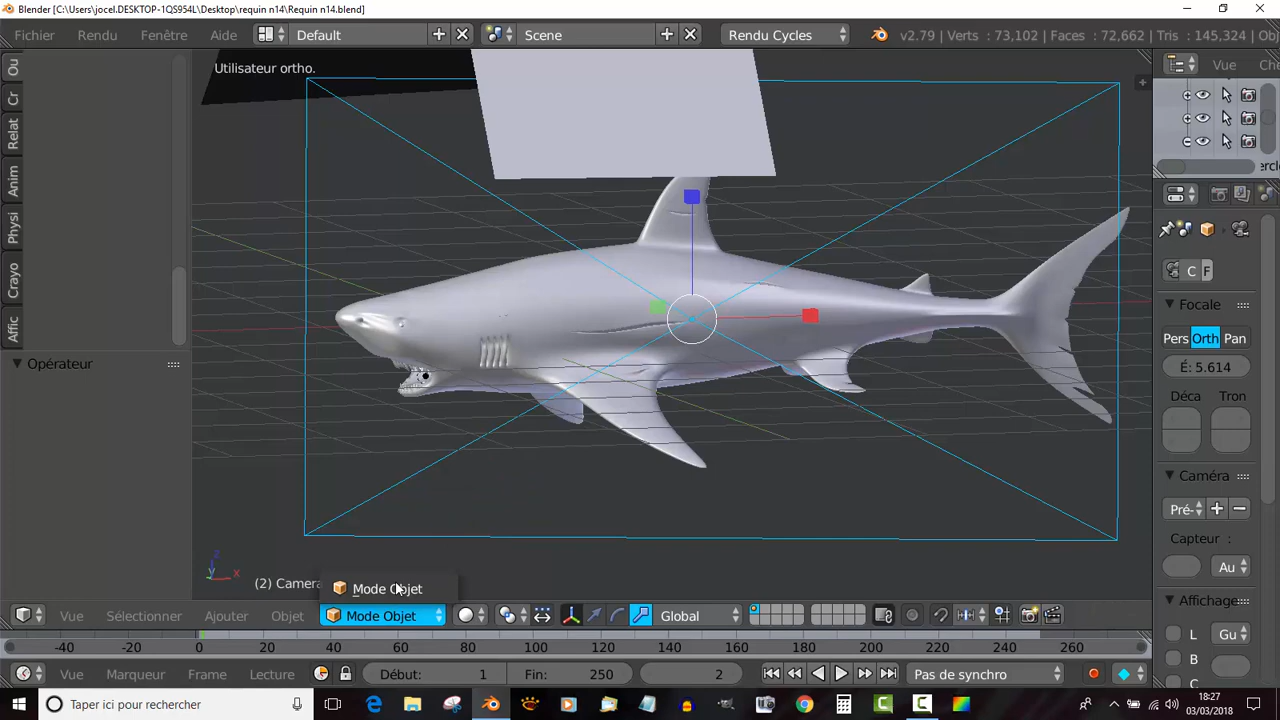 Blender [C:\Users\jocel.DESKTOP-1QS954L\Desktop\requin n14\Requin n14.blend]
Fichier Rendu Fenêtre Aide Default Scene Rendu Cycles v2.79 | Verts : 73,102 | Faces : 72,662 | Tris : 145,324 | Obj
Utilisateur ortho.
Vue
Ou
Cr
Relat
Anim
Physi
Crayo
Affic
Opérateur
C F
Focale
Pers Orth Pan
É: 5.614
Déca Tron
Caméra
Pré-
Capteur :
Au
Affichage
L Gu
B
(2) Camera
Mode Objet
Vue Sélectionner Ajouter Objet Mode Objet Global
-40 -20 0 20 40 60 80 100 120 140 160 180 200 220 240 260
Vue Marqueur Frame Lecture Début: 1 Fin: 250 2 Pas de synchro
Taper ici pour rechercher
18:27
03/03/2018